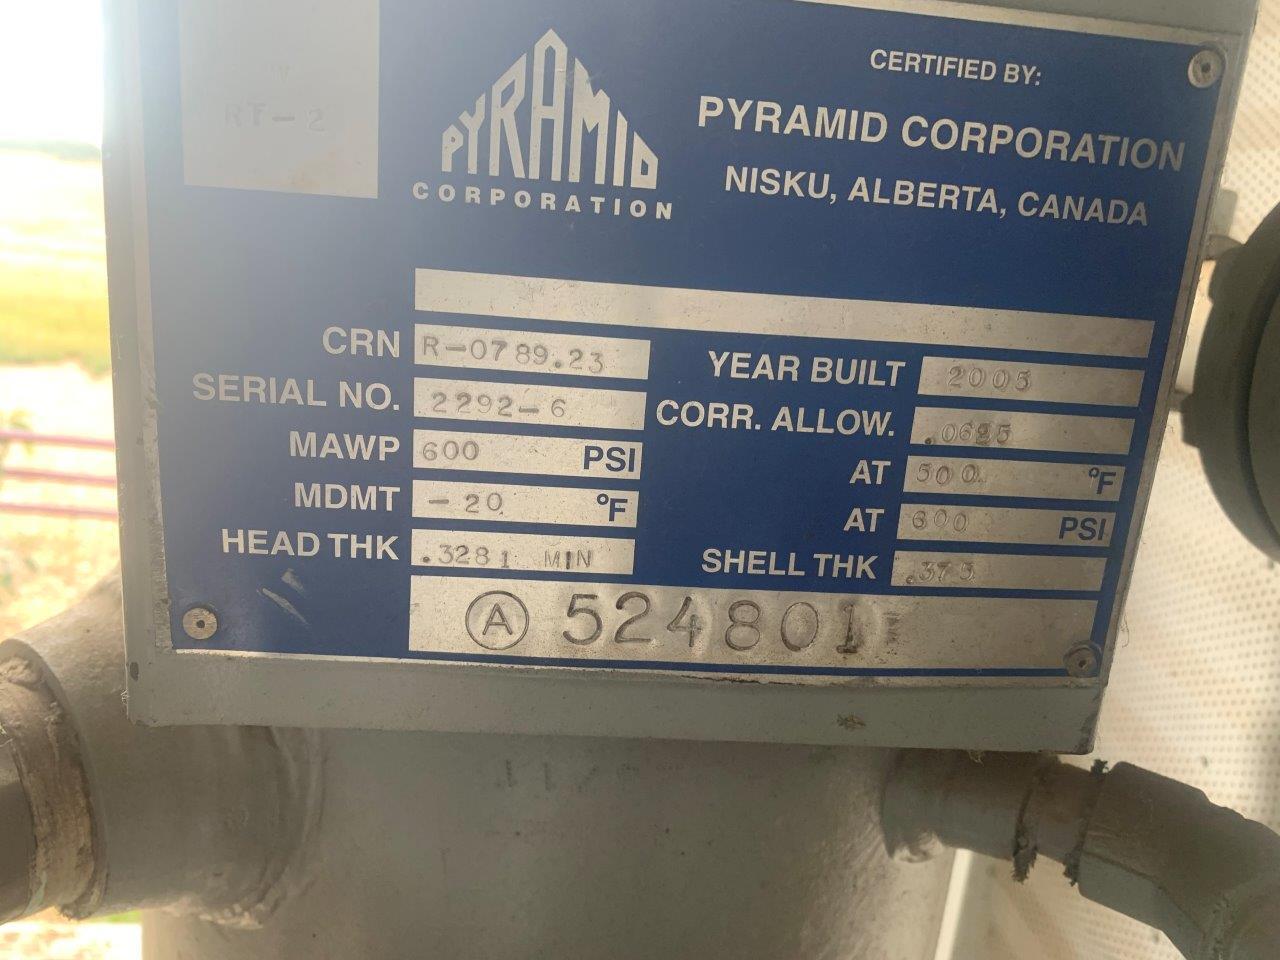 RT-2
PYRAMID
CORPORATION
CERTIFIED BY:
PYRAMID CORPORATION
NISKU, ALBERTA, CANADA
CRN R-0789.23
YEAR BUILT 2005
SERIAL NO. 2292-6
CORR. ALLOW. .0625
MAWP 600 PSI
AT 500 °F
MDMT -20 °F
AT 600 PSI
HEAD THK .3281 MIN
SHELL THK .375
A 524801